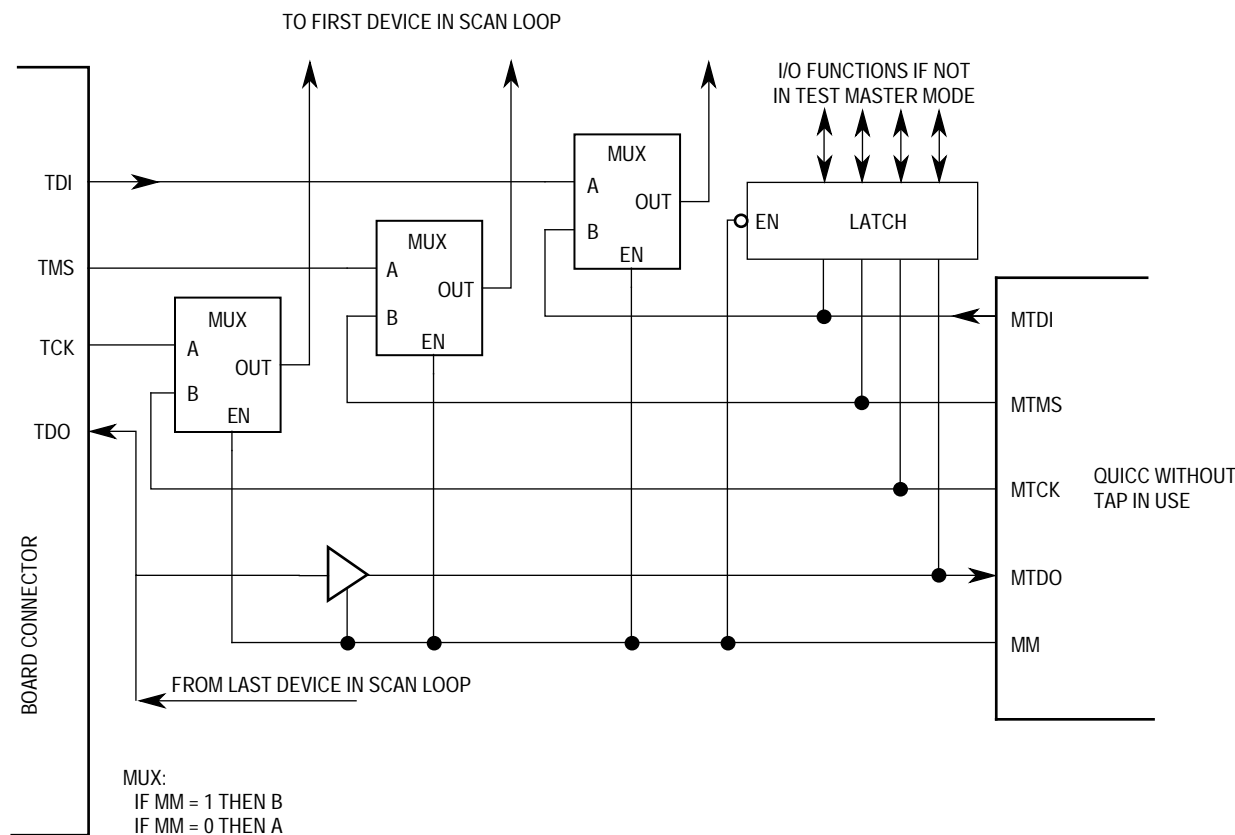 TO FIRST DEVICE IN SCAN LOOP
I/O FUNCTIONS IF NOT
IN TEST MASTER MODE
TDI
TMS
TCK
TDO
BOARD CONNECTOR
MUX
A
B
OUT
EN
MUX
A
B
OUT
EN
MUX
A
B
OUT
EN
EN
LATCH
MTDI
MTMS
MTCK
MTDO
MM
QUICC WITHOUT
TAP IN USE
FROM LAST DEVICE IN SCAN LOOP
MUX:
IF MM = 1 THEN B
IF MM = 0 THEN A